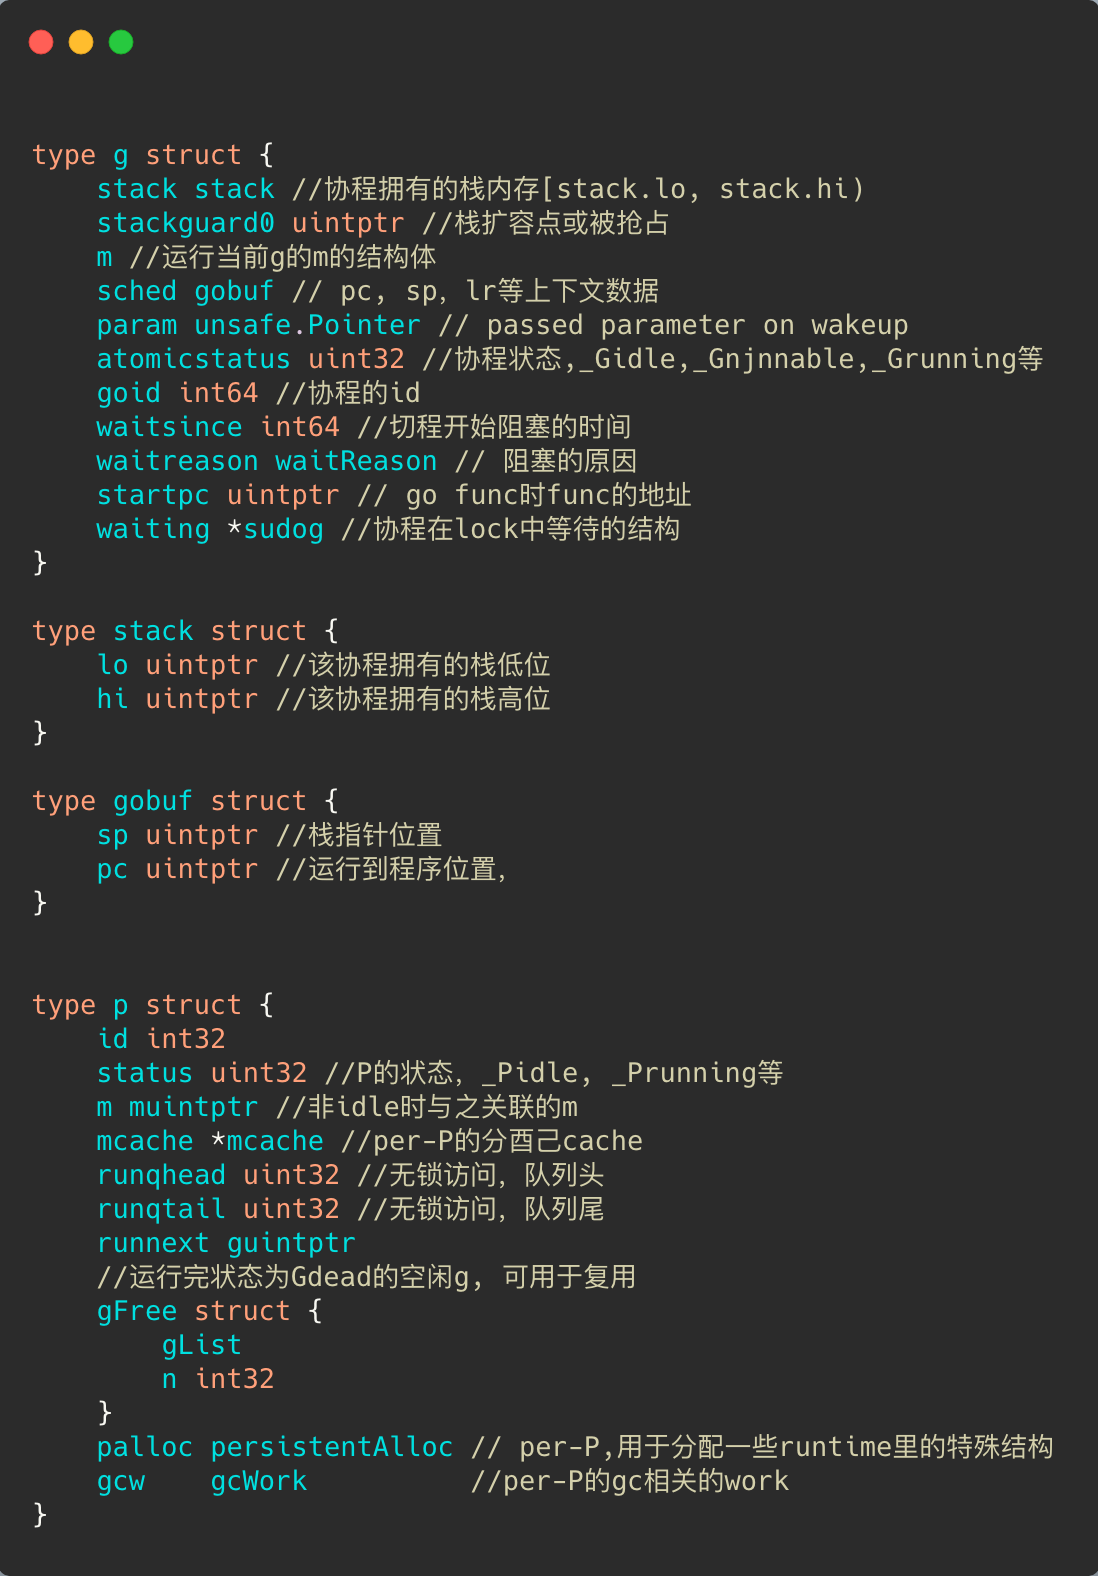 type g struct {
    stack stack //协程拥有的栈内存[stack.lo, stack.hi)
    stackguard0 uintptr //栈扩容点或被抢占
    m //运行当前g的m的结构体
    sched gobuf // pc, sp, lr等上下文数据
    param unsafe.Pointer // passed parameter on wakeup
    atomicstatus uint32 //协程状态,_Gidle,_Gnjnnable,_Grunning等
    goid int64 //协程的id
    waitsince int64 //切程开始阻塞的时间
    waitreason waitReason // 阻塞的原因
    startpc uintptr // go func时func的地址
    waiting *sudog //协程在lock中等待的结构
}
type stack struct {
    lo uintptr //该协程拥有的栈低位
    hi uintptr //该协程拥有的栈高位
}
type gobuf struct {
    sp uintptr //栈指针位置
    pc uintptr //运行到程序位置,
}
type p struct {
    id int32
    status uint32 //P的状态, _Pidle, _Prunning等
    m muintptr //非idle时与之关联的m
    mcache *mcache //per-P的分酉己cache
    runqhead uint32 //无锁访问, 队列头
    runqtail uint32 //无锁访问, 队列尾
    runnext guintptr
    //运行完状态为Gdead的空闲g, 可用于复用
    gFree struct {
        gList
        n int32
    }
    palloc persistentAlloc // per-P,用于分配一些runtime里的特殊结构
    gcw    gcWork          //per-P的gc相关的work
}